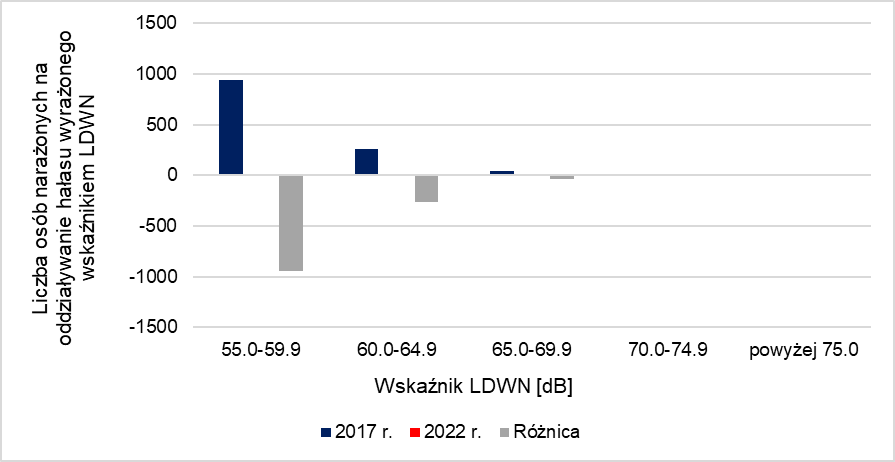 Liczba osób narażonych na
oddziaływanie hałasu wyrażonego
wskaźnikiem LDWN
1500
1000
500
0
-500
-1000
-1500
55.0-59.9 60.0-64.9 65.0-69.9 70.0-74.9 powyżej 75.0
Wskaźnik LDWN [dB]
2017 r. 2022 r. Różnica